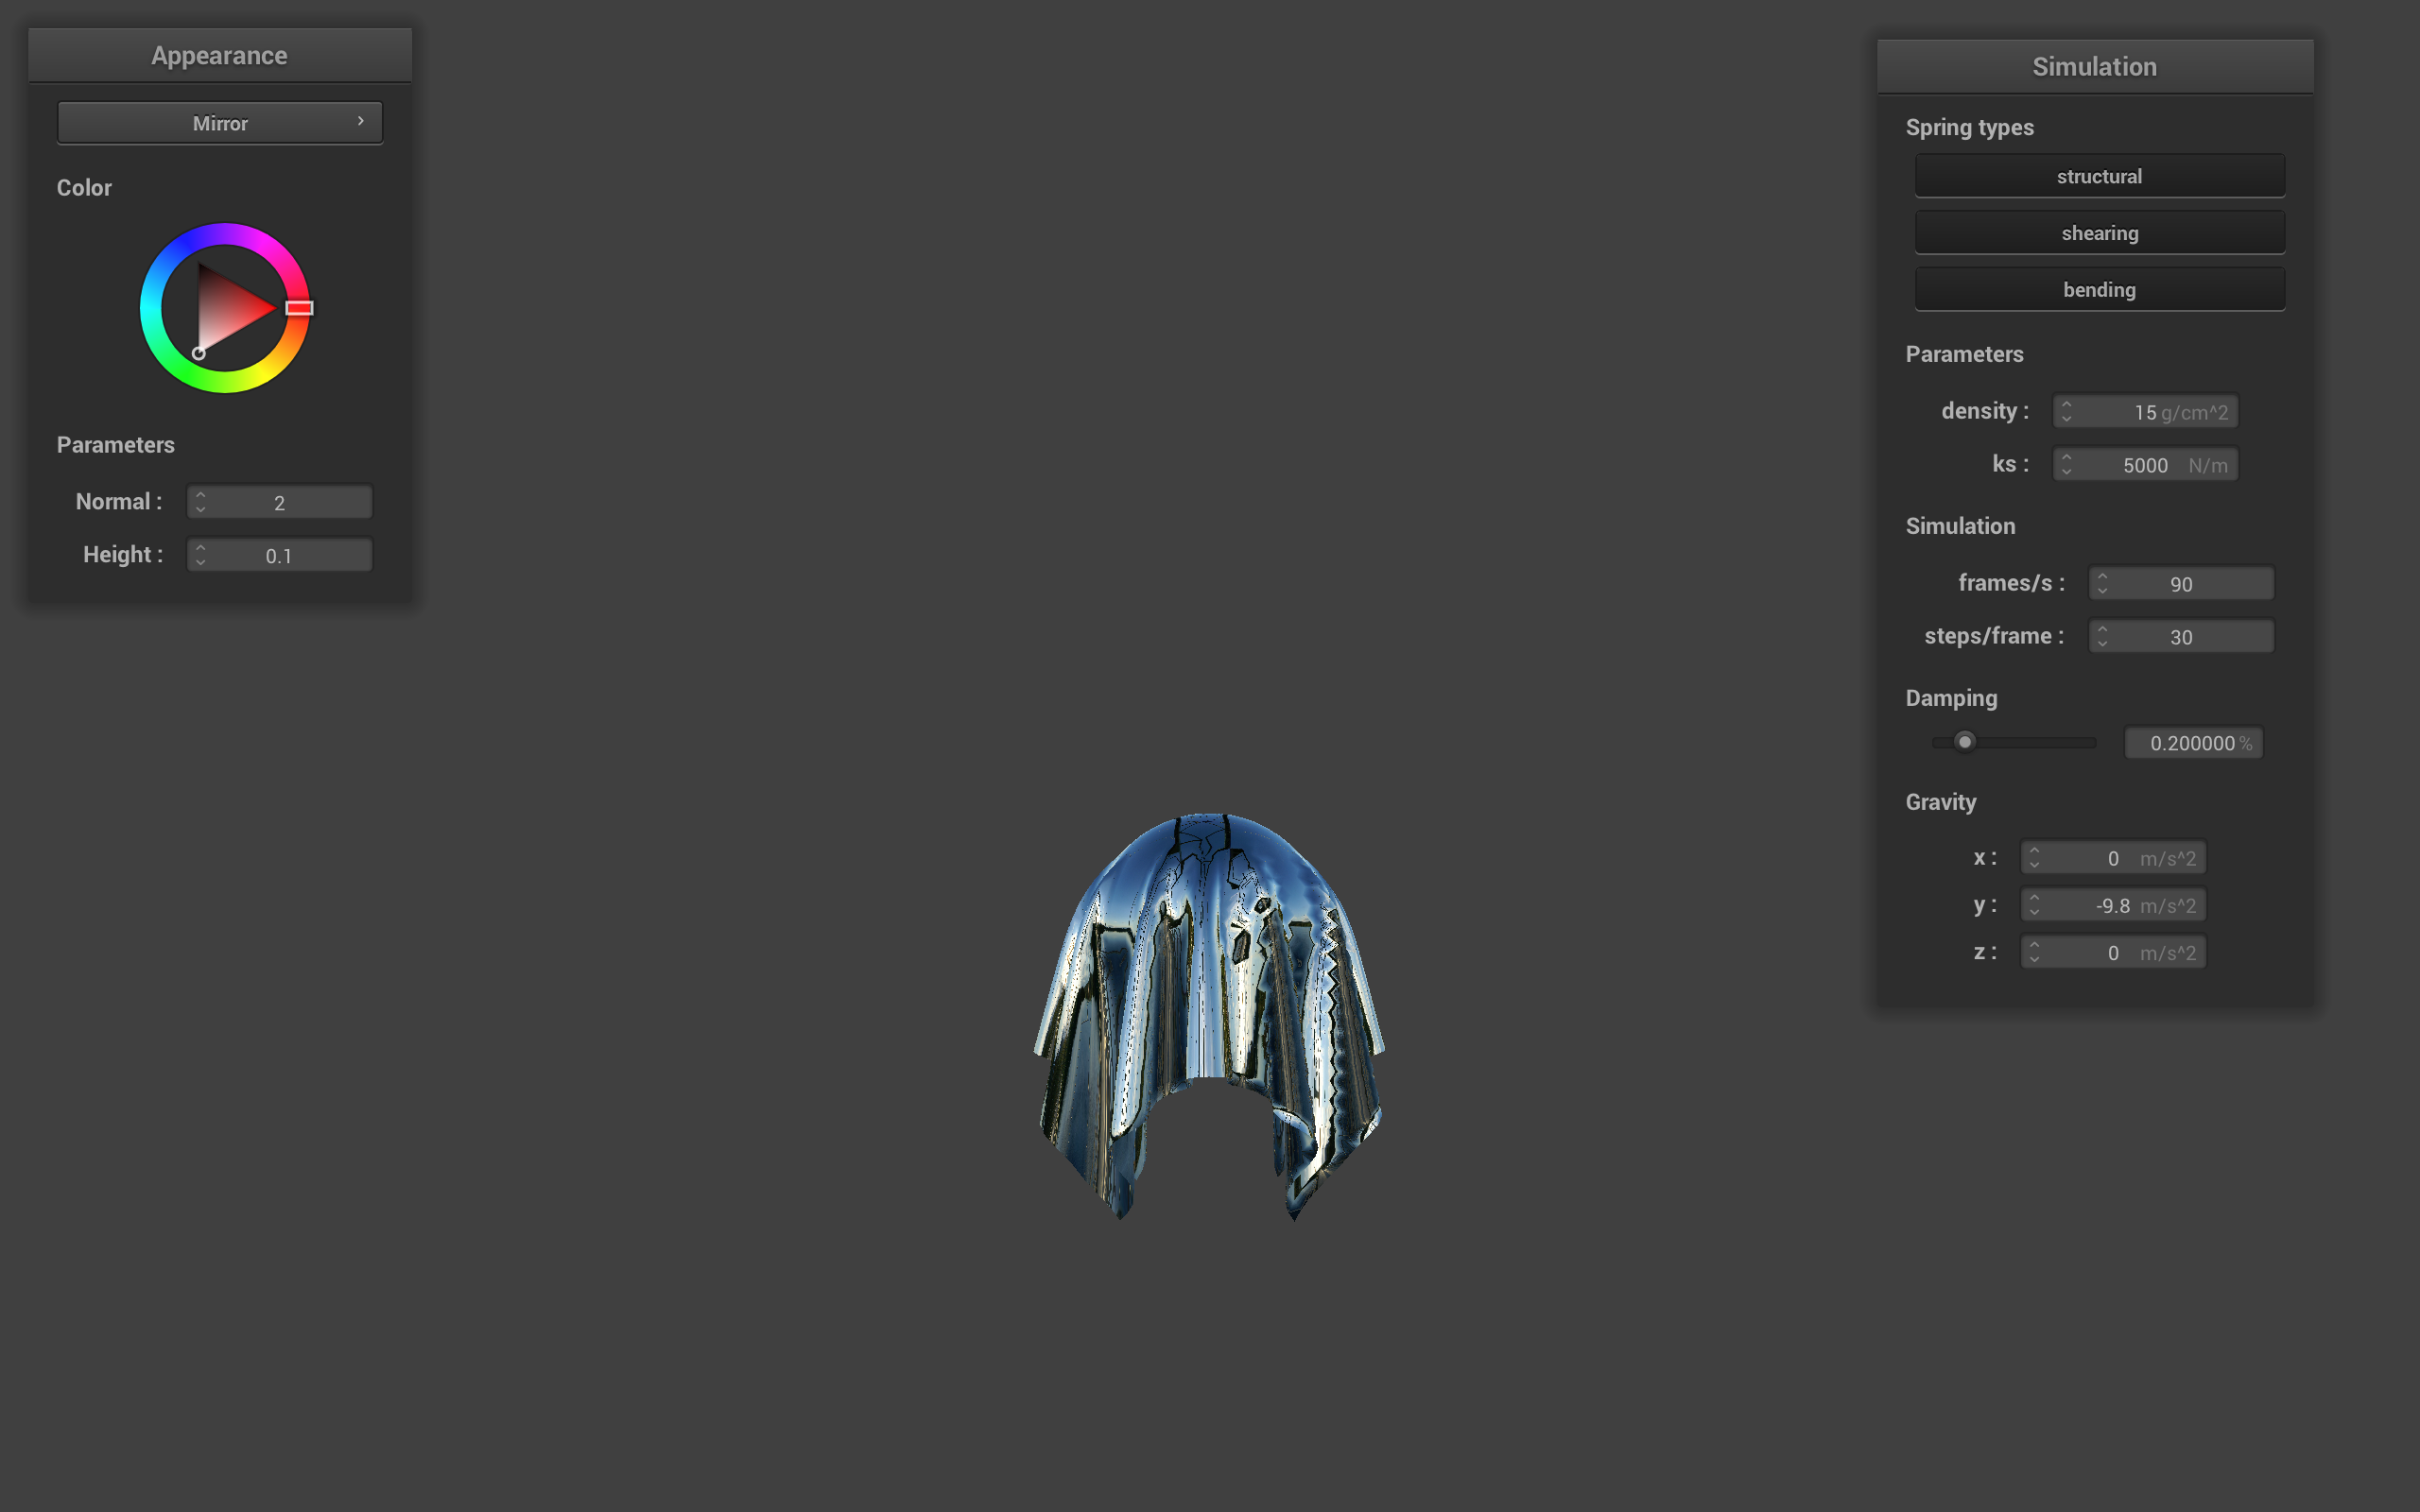 Appearance
Mirror
Color
Parameters
Normal : 2
Height : 0.1
Simulation
Spring types
structural
shearing
bending
Parameters
density : 15 g/cm^2
ks : 5000 N/m
Simulation
frames/s : 90
steps/frame : 30
Damping
0.200000 %
Gravity
x : 0 m/s^2
y : -9.8 m/s^2
z : 0 m/s^2